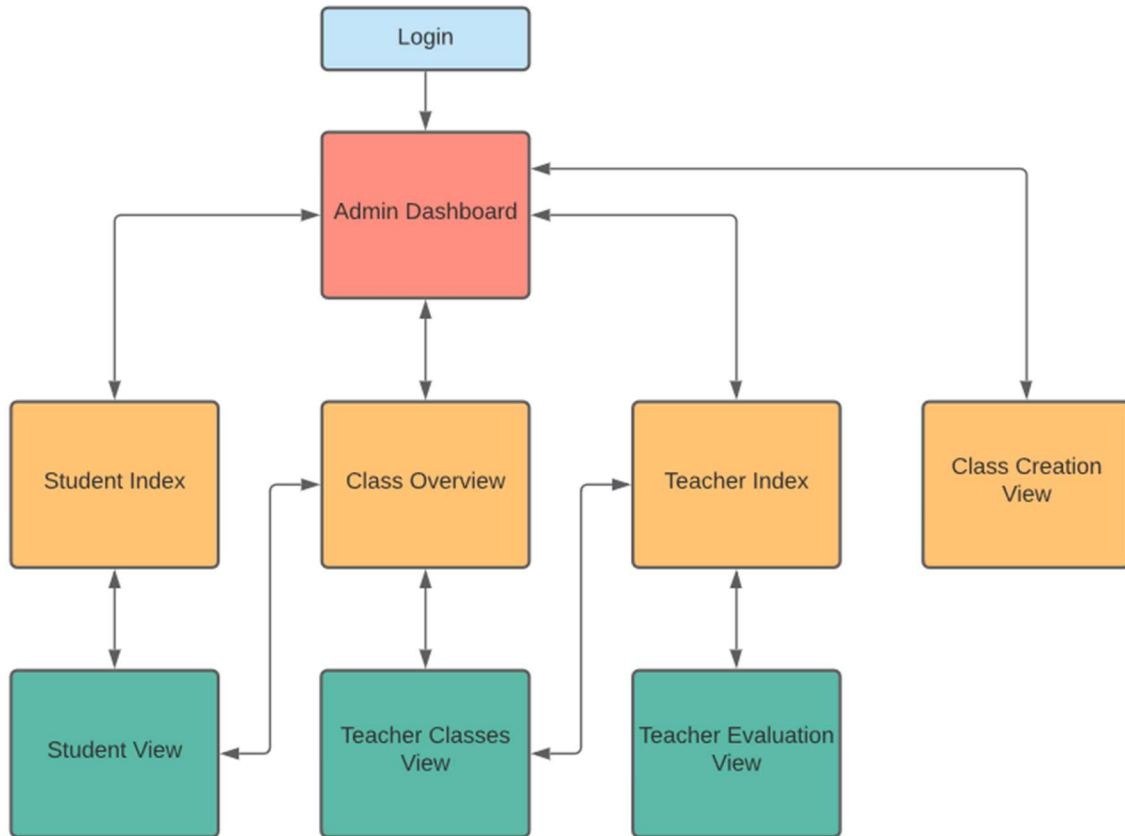 Login
Admin Dashboard
Student Index
Class Overview
Teacher Index
Class Creation
View
Student View
Teacher Classes
View
Teacher Evaluation
View